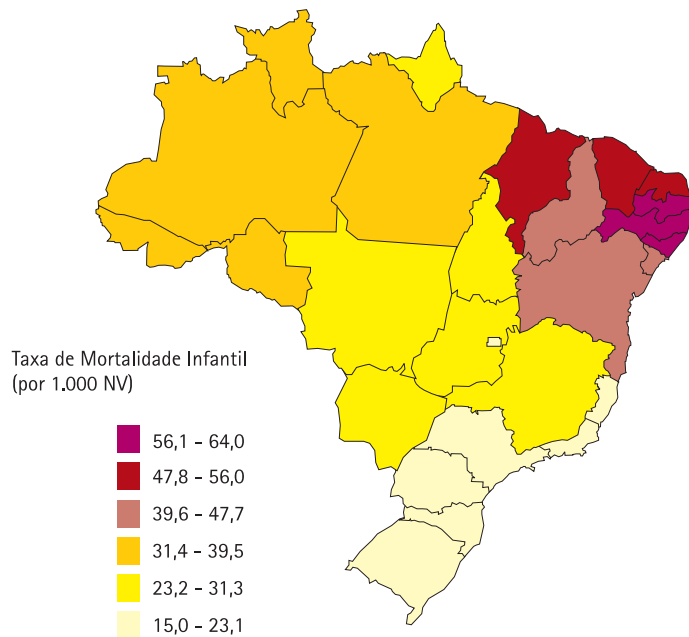 Taxa de Mortalidade Infantil
(por 1.000 NV)
56,1 - 64,0
47,8 - 56,0
39,6 - 47,7
31,4 - 39,5
23,2 - 31,3
15,0 - 23,1